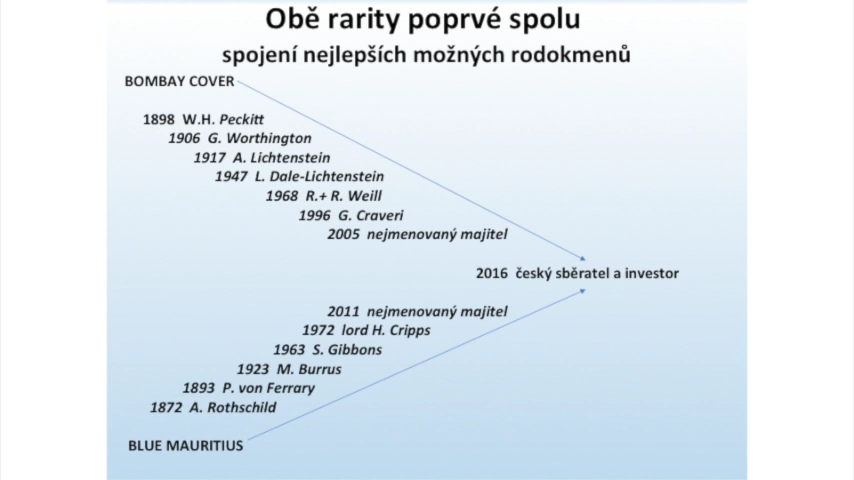 Obě rarity poprvé spolu
spojení nejlepších možných rodokmenů
BOMBAY COVER
1898 W.H. Peckitt
1906 G. Worthington
1917 A. Lichtenstein
1947 L. Dale-Lichtenstein
1968 R.+ R. Weill
1996 G. Craveri
2005 nejmenovaný majitel
2016 český sběratel a investor
2011 nejmenovaný majitel
1972 lord H. Cripps
1963 S. Gibbons
1923 M. Burrus
1893 P. von Ferrary
1872 A. Rothschild
BLUE MAURITIUS